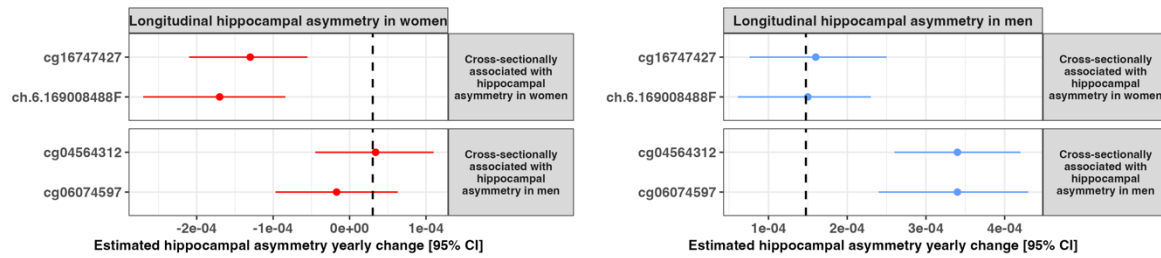 Longitudinal hippocampal asymmetry in women
cg16747427
ch.6.169008488F
Cross-sectionally
associated with
hippocampal
asymmetry in women
cg04564312
cg06074597
Cross-sectionally
associated with
hippocampal
asymmetry in men
-2e-04
-1e-04
0e+00
1e-04
Estimated hippocampal asymmetry yearly change [95% CI]
Longitudinal hippocampal asymmetry in men
cg16747427
ch.6.169008488F
Cross-sectionally
associated with
hippocampal
asymmetry in women
cg04564312
cg06074597
Cross-sectionally
associated with
hippocampal
asymmetry in men
1e-04
2e-04
3e-04
4e-04
Estimated hippocampal asymmetry yearly change [95% CI]